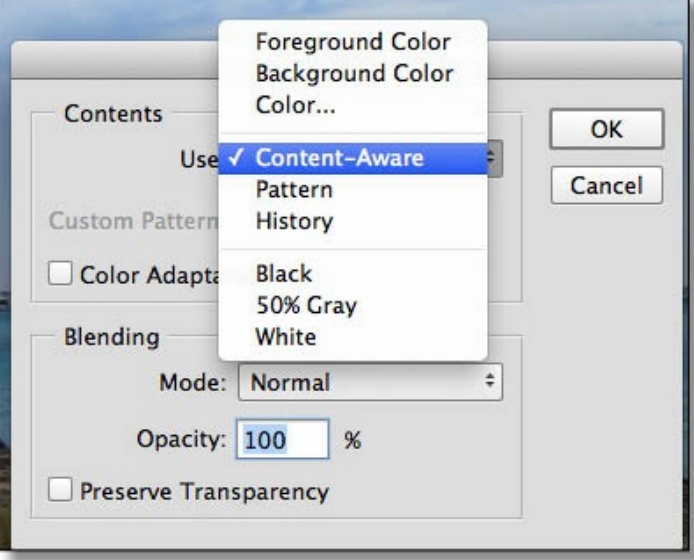 Foreground Color
Background Color
Color...
Contents
OK
Use ✓ Content-Aware
Cancel
Pattern
Custom Pattern
History
Color Adapta
Black
50% Gray
White
Blending
Mode: Normal
Opacity: 100 %
Preserve Transparency